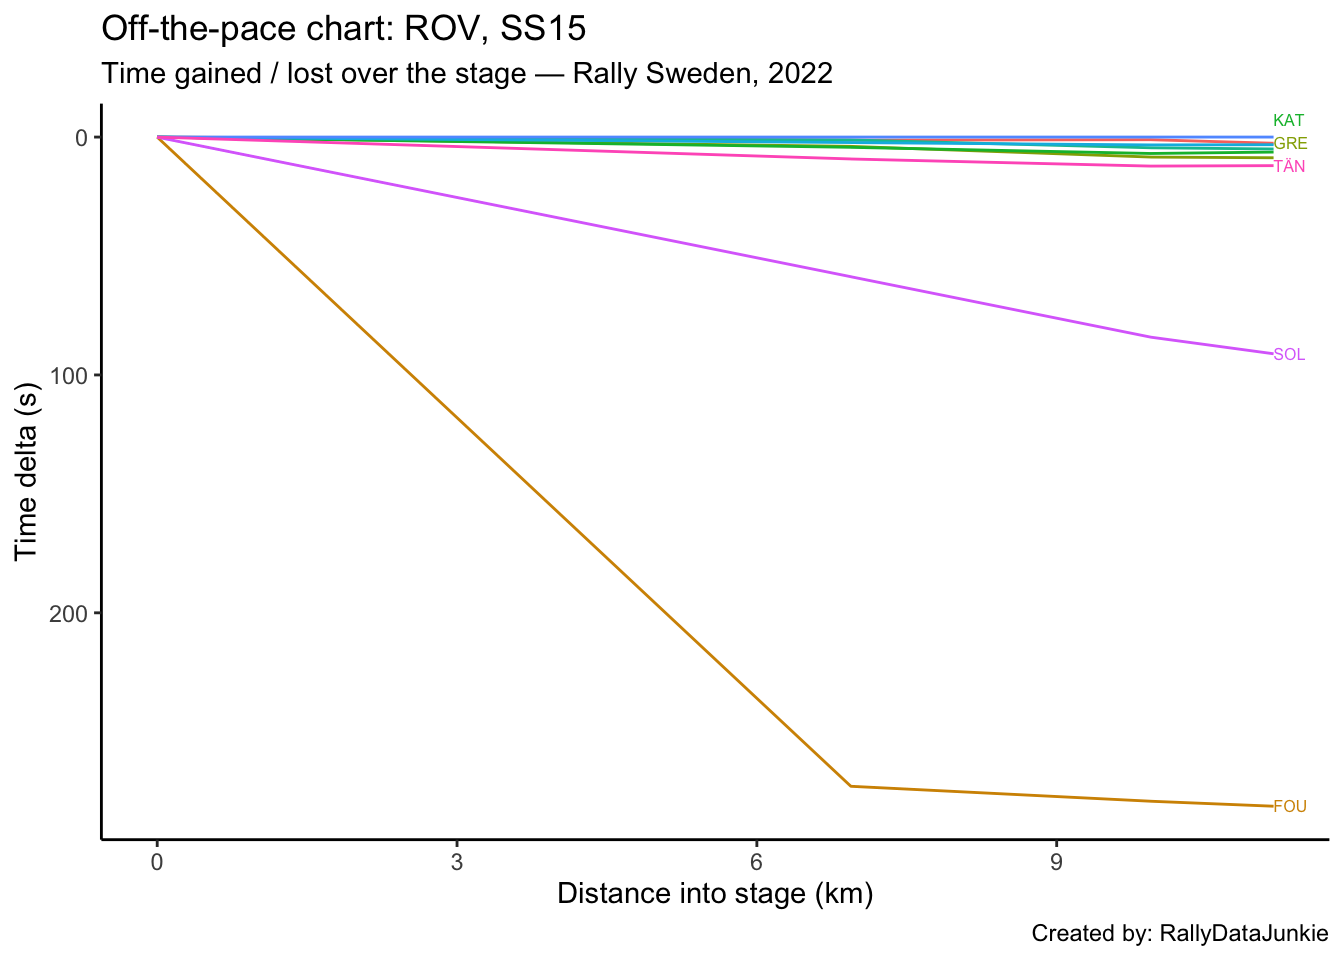 Off-the-pace chart: ROV, SS15
Time gained / lost over the stage — Rally Sweden, 2022
KAT
0
GRE
TÄN
SOL
100
Time delta (s)
200
FOU
0 3 6 9
Distance into stage (km)
Created by: RallyDataJunkie